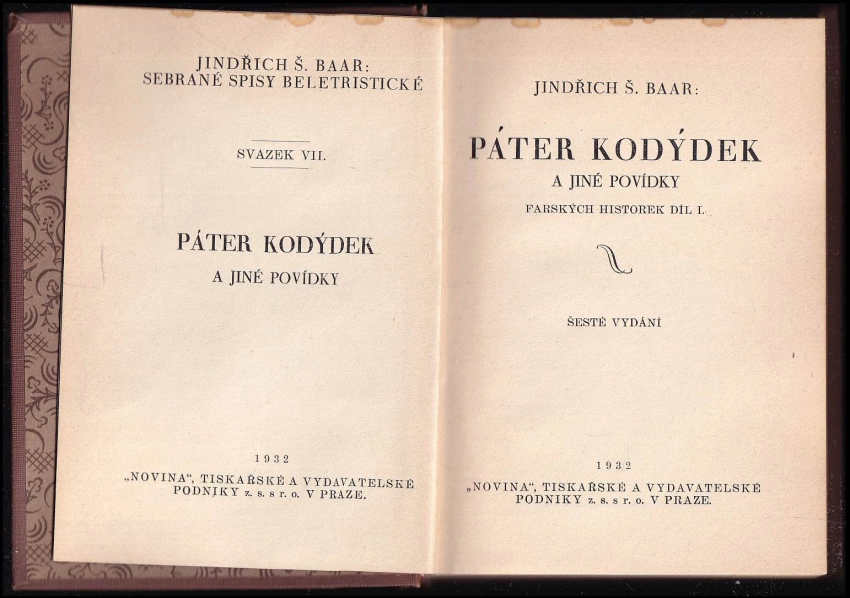 JINDŘICH Š. BAAR:
SEBRANÉ SPISY BELETRISTICKÉ
SVAZEK VII.
PÁTER KODÝDEK
A JINÉ POVÍDKY
1932
„NOVINA“, TISKAŘSKÉ A VYDAVATELSKÉ
PODNIKY z. s. s r. o. V PRAZE.
JINDŘICH Š. BAAR:
PÁTER KODÝDEK
A JINÉ POVÍDKY
FARSKÝCH HISTOREK DÍL I.
ŠESTÉ VYDÁNÍ
1932
„NOVINA“, TISKAŘSKÉ A VYDAVATELSKÉ
PODNIKY z. s. s r. o. V PRAZE.